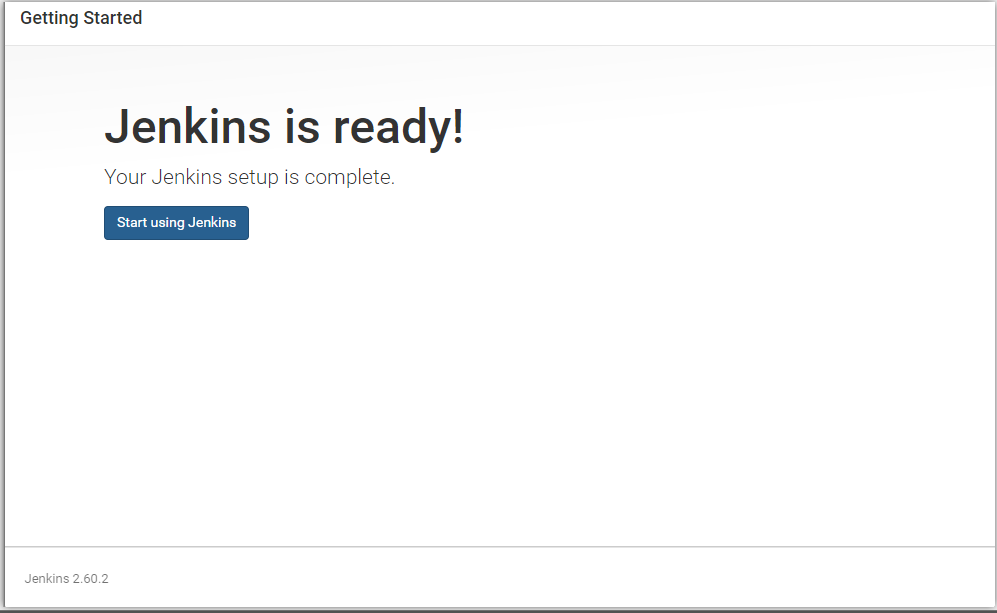 Getting Started
Jenkins is ready!
Your Jenkins setup is complete.
Start using Jenkins
Jenkins 2.60.2